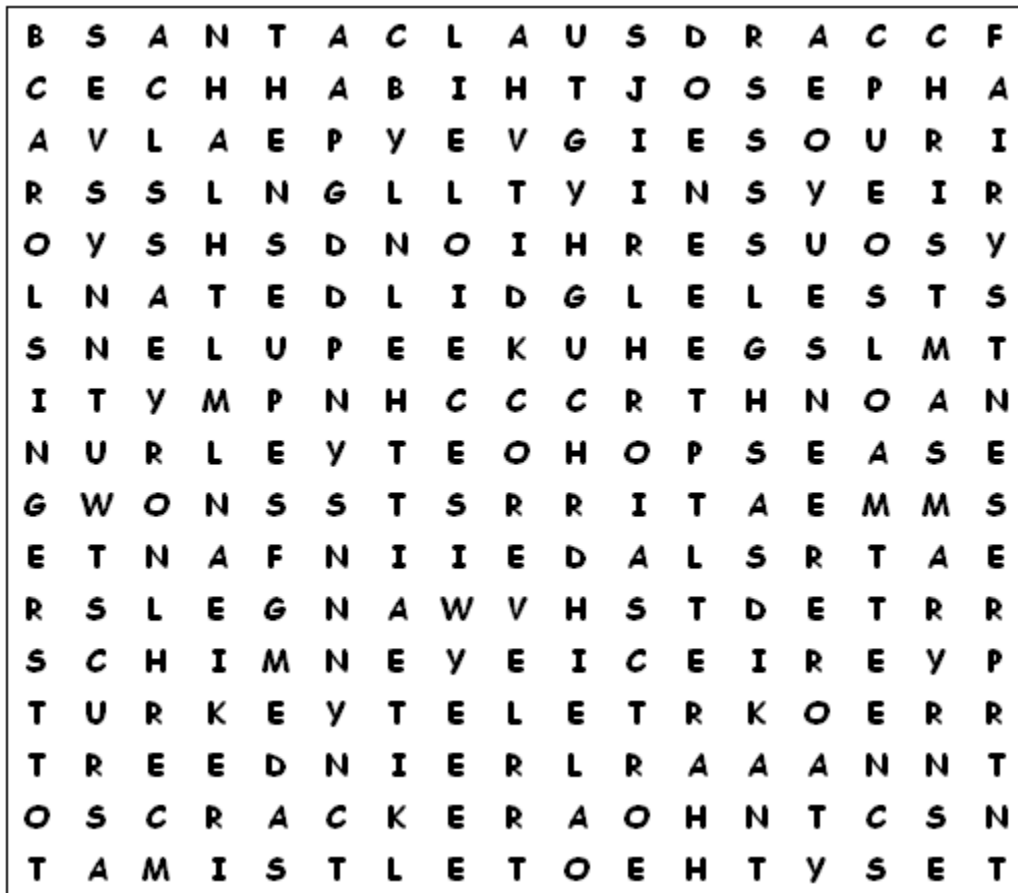 B S A N T A C L A U S D R A C C F
C E C H H A B I H T J O S E P H A
A V L A E P Y E V G I E S O U R I
R S S L N G L L T Y I N S Y E I R
O Y S H S D N O I H R E S U O S Y
L N A T E D L I D G L E L E S T S
S N E L U P E E K U H E G S L M T
I T Y M P N H C C C R T H N O A N
N U R L E Y T E O H O P S E A S E
G W O N S S T S R R I T A E M M S
E T N A F N I I E D A L S R T A E
R S L E G N A W V H S T D E T R R
S C H I M N E Y E I C E I R E Y P
T U R K E Y T E L E T R K O E R R
T R E E D N I E R L R A A A N N T
O S C R A C K E R A O H N T C S N
T A M I S T L E T O E H T Y S E T